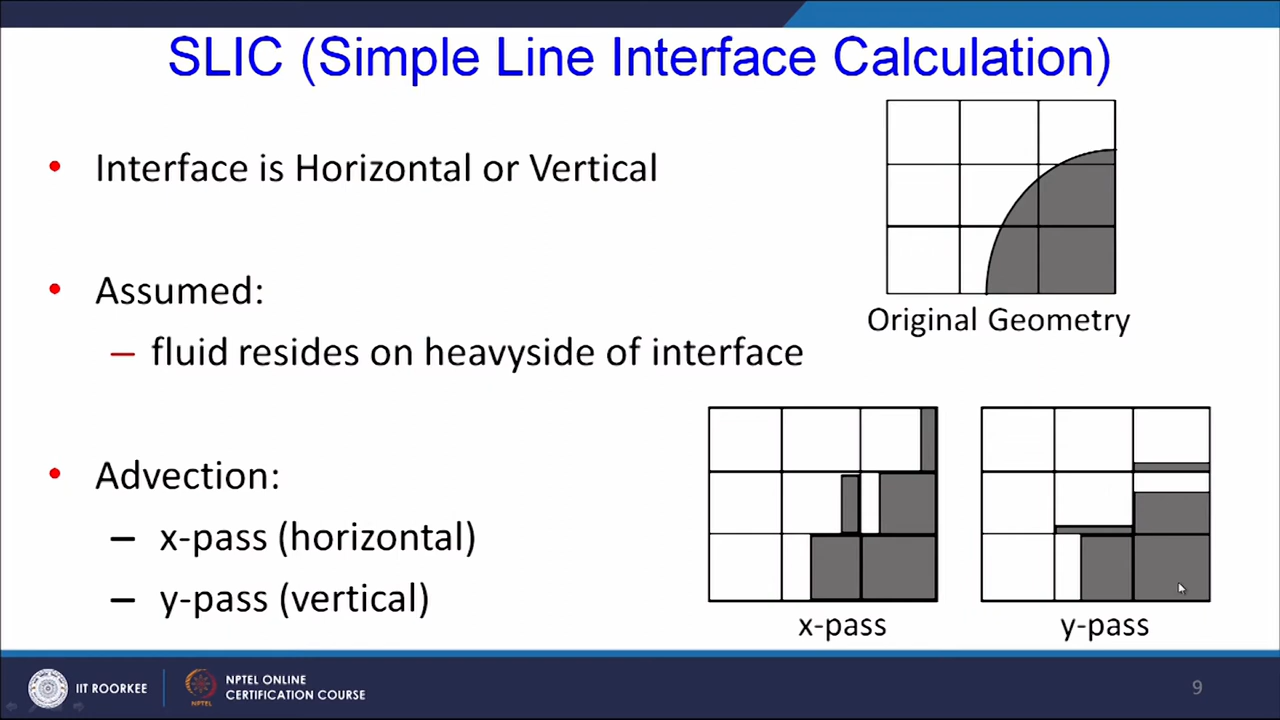 SLIC (Simple Line Interface Calculation)
• Interface is Horizontal or Vertical
• Assumed:
– fluid resides on heavyside of interface
• Advection:
– x-pass (horizontal)
– y-pass (vertical)
Original Geometry
x-pass
y-pass
IIT ROORKEE
NPTEL
NPTEL ONLINE
CERTIFICATION COURSE
9